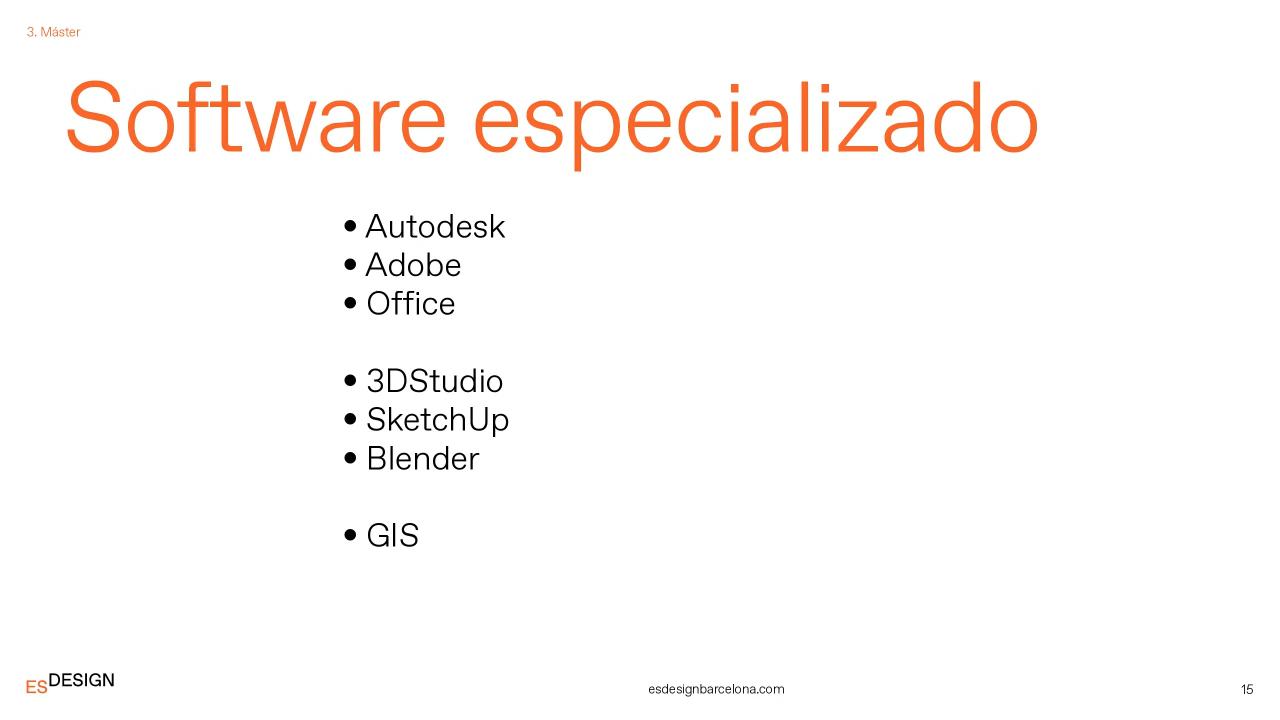 3. Máster
Software especializado
• Autodesk
• Adobe
• Office
• 3DStudio
• SketchUp
• Blender
• GIS
ESDESIGN
esdesignbarcelona.com
15